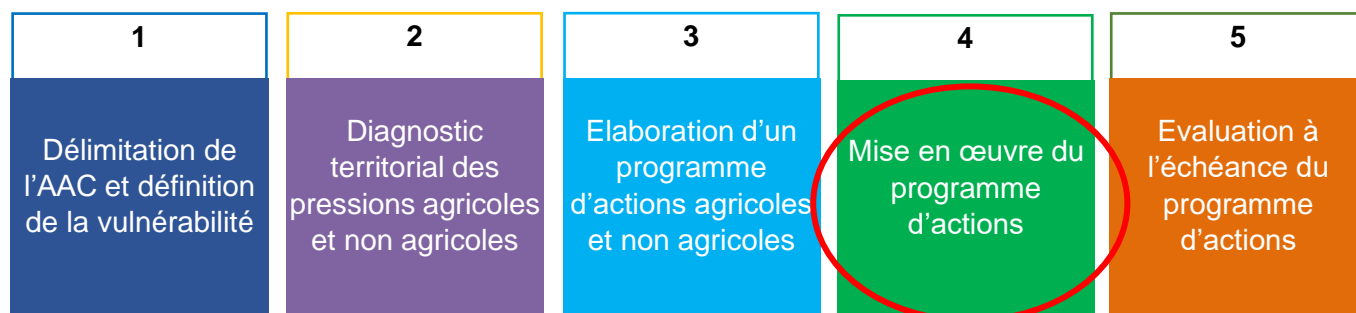 1
Délimitation de
l'AAC et définition
de la vulnérabilité
2
Diagnostic
territorial des
pressions agricoles
et non agricoles
3
Elaboration d'un
programme
d'actions agricoles
et non agricoles
4
Mise en œuvre du
programme
d'actions
5
Evaluation à
l'échéance du
programme
d'actions